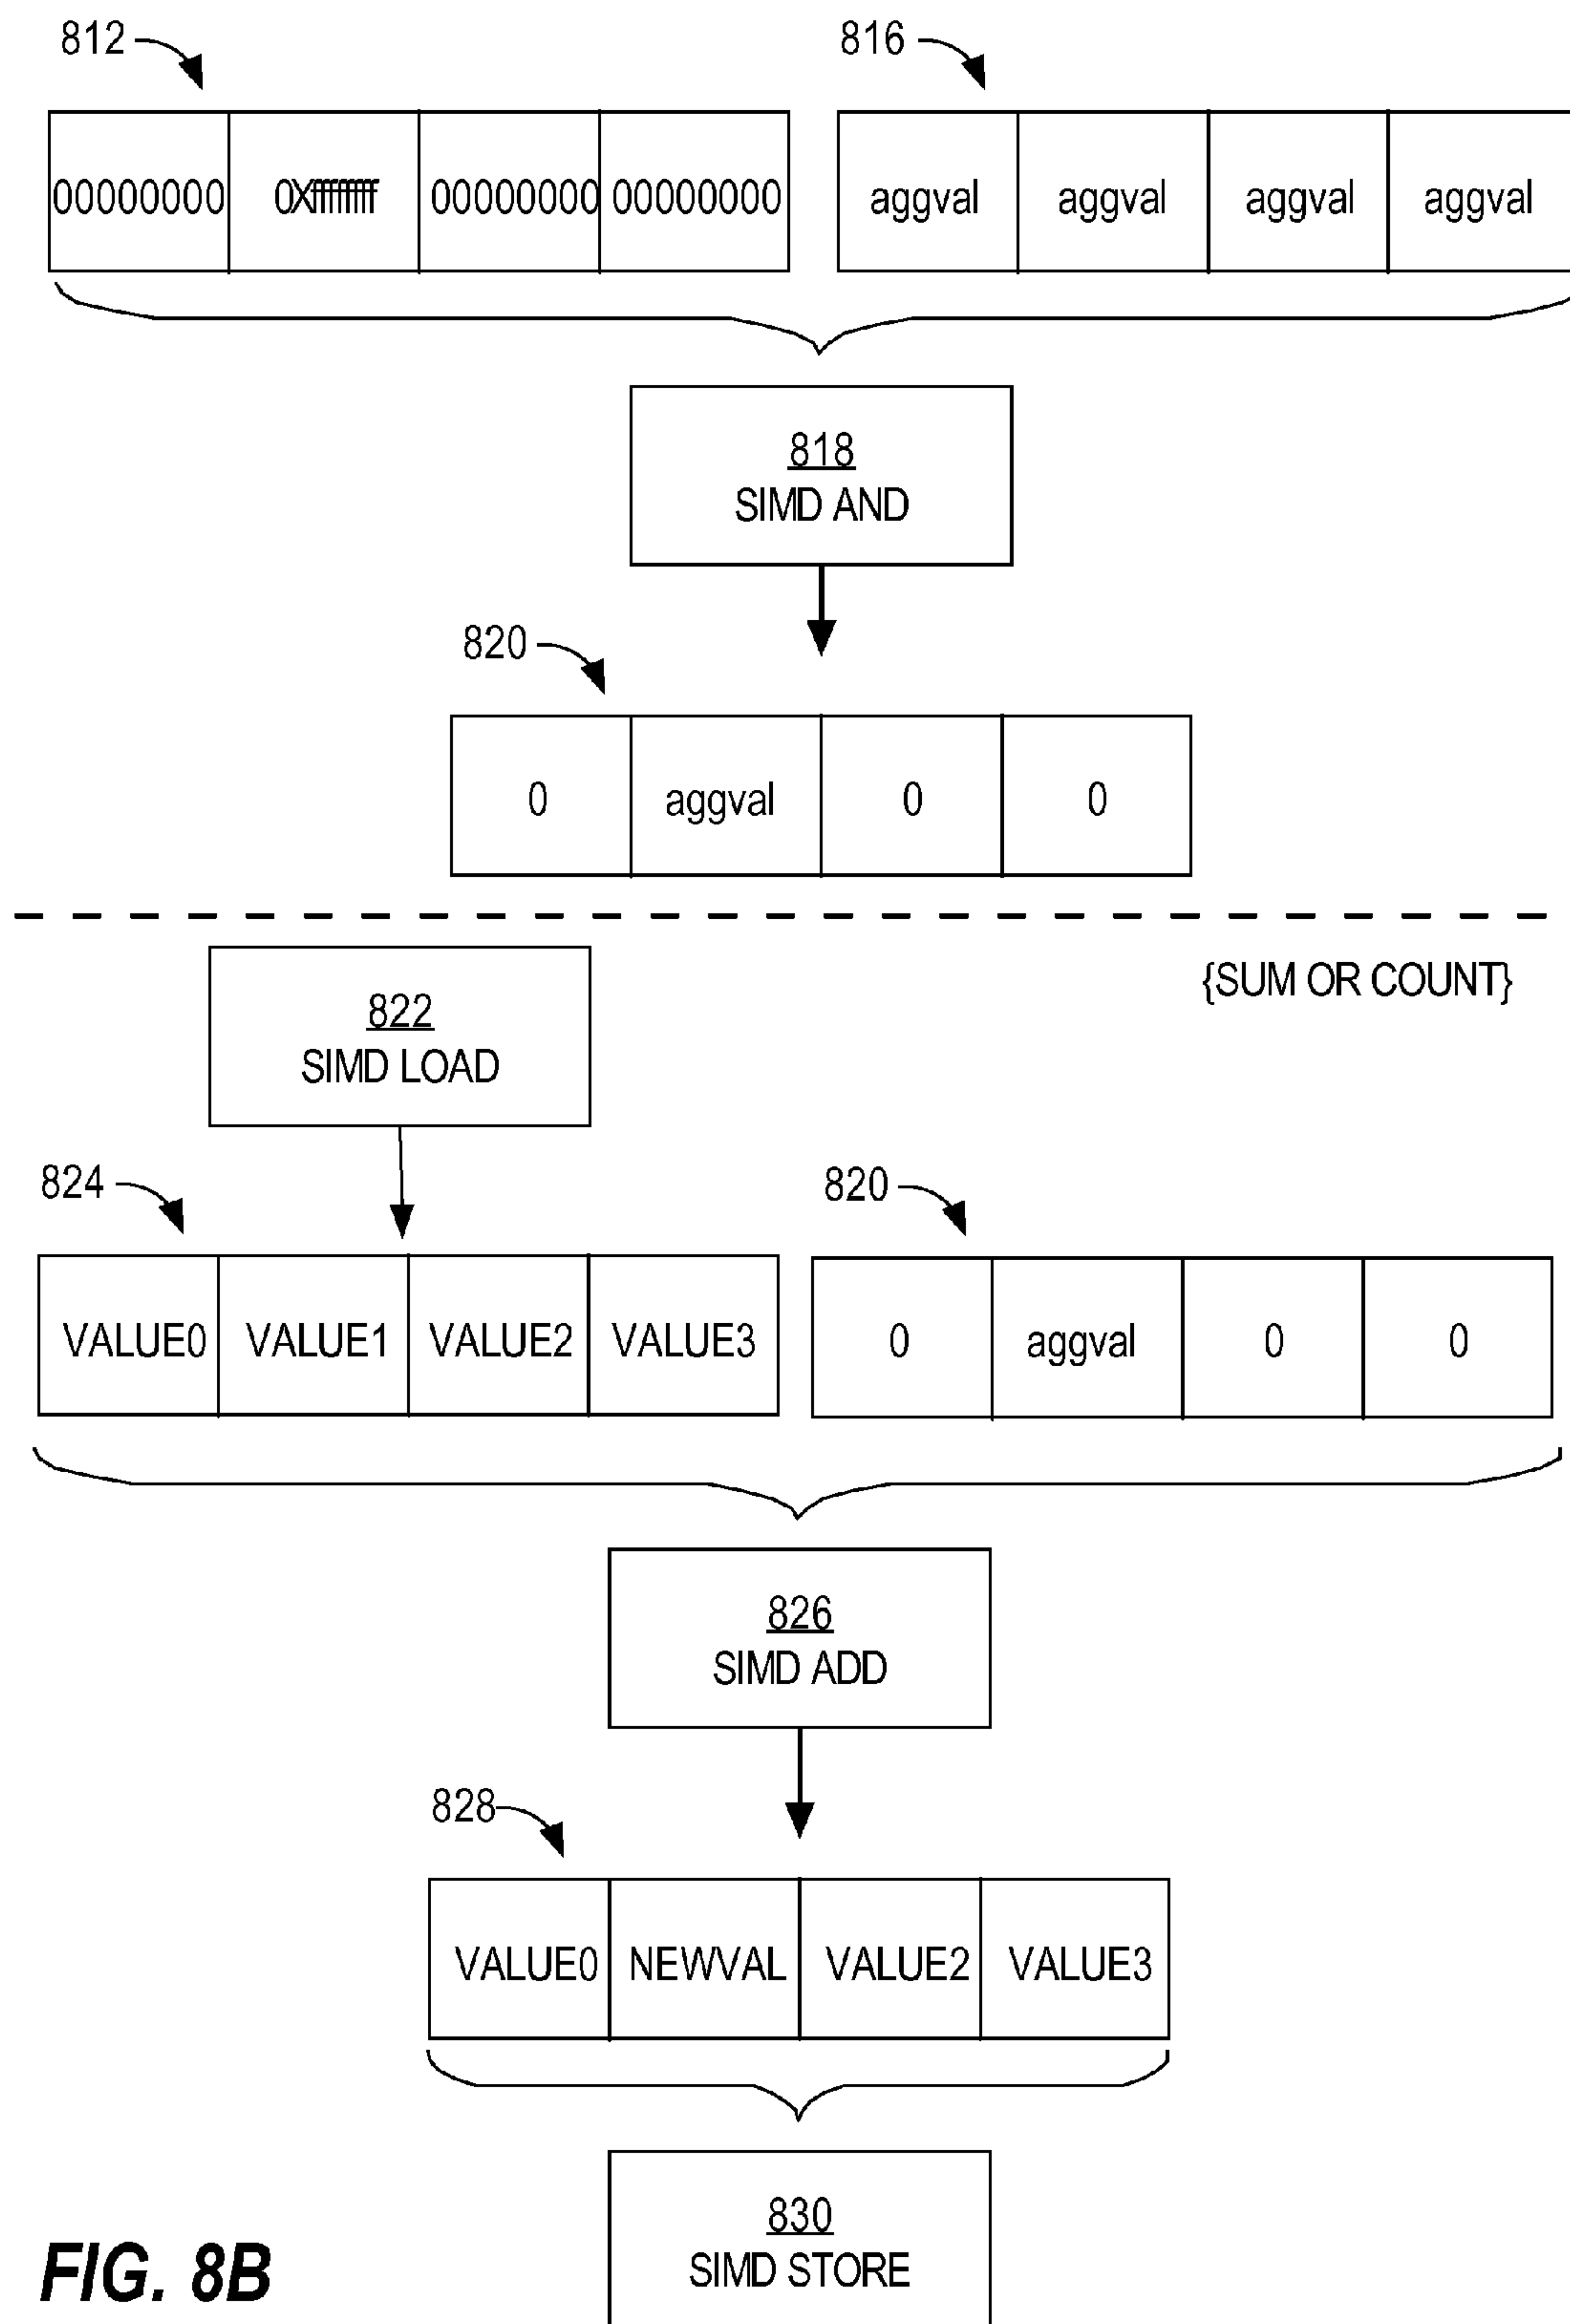 812
816
00000000 0Xffffffff 00000000 00000000
aggval aggval aggval aggval
818
SIMD AND
820
0 aggval 0 0
{SUM OR COUNT}
822
SIMD LOAD
824
820
VALUE0 VALUE1 VALUE2 VALUE3
0 aggval 0 0
826
SIMD ADD
828
VALUE0 NEWVAL VALUE2 VALUE3
830
SIMD STORE
FIG. 8B